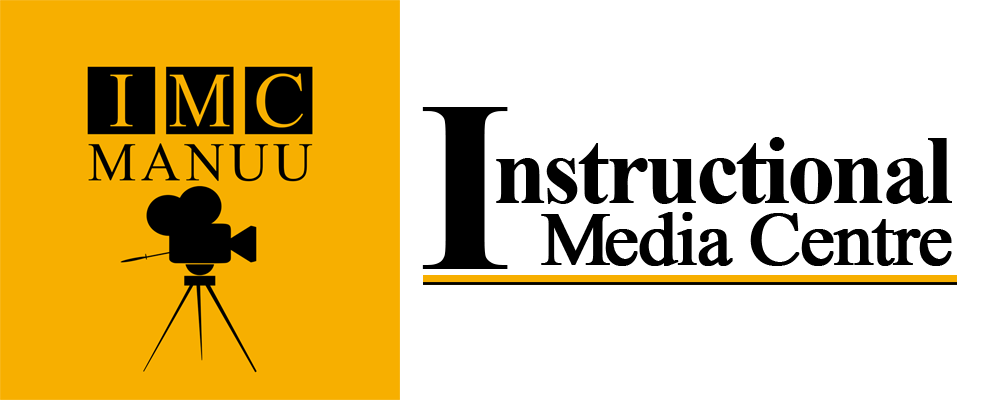 IMC
MANUU
Instructional
Media Centre